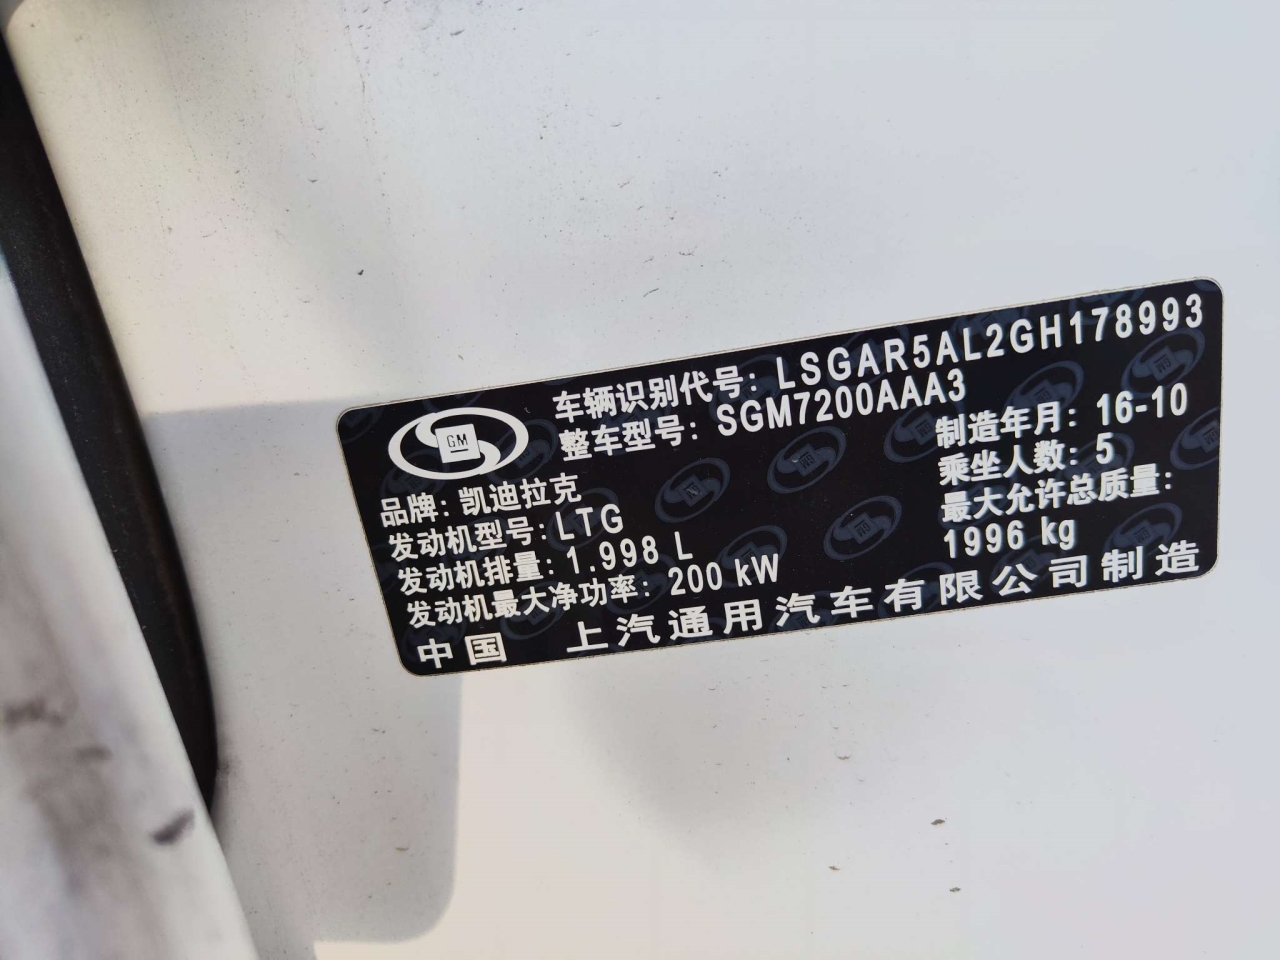 车辆识别代号: LSGAR5AL2GH178993
整车型号: SGM7200AAA3
GM
品牌: 凯迪拉克
制造年月: 16-10
发动机型号: LTG
乘坐人数: 5
发动机排量: 1.998 L
最大允许总质量:
1996 kg
发动机最大净功率: 200 kW
中国 上汽通用汽车有限公司制造